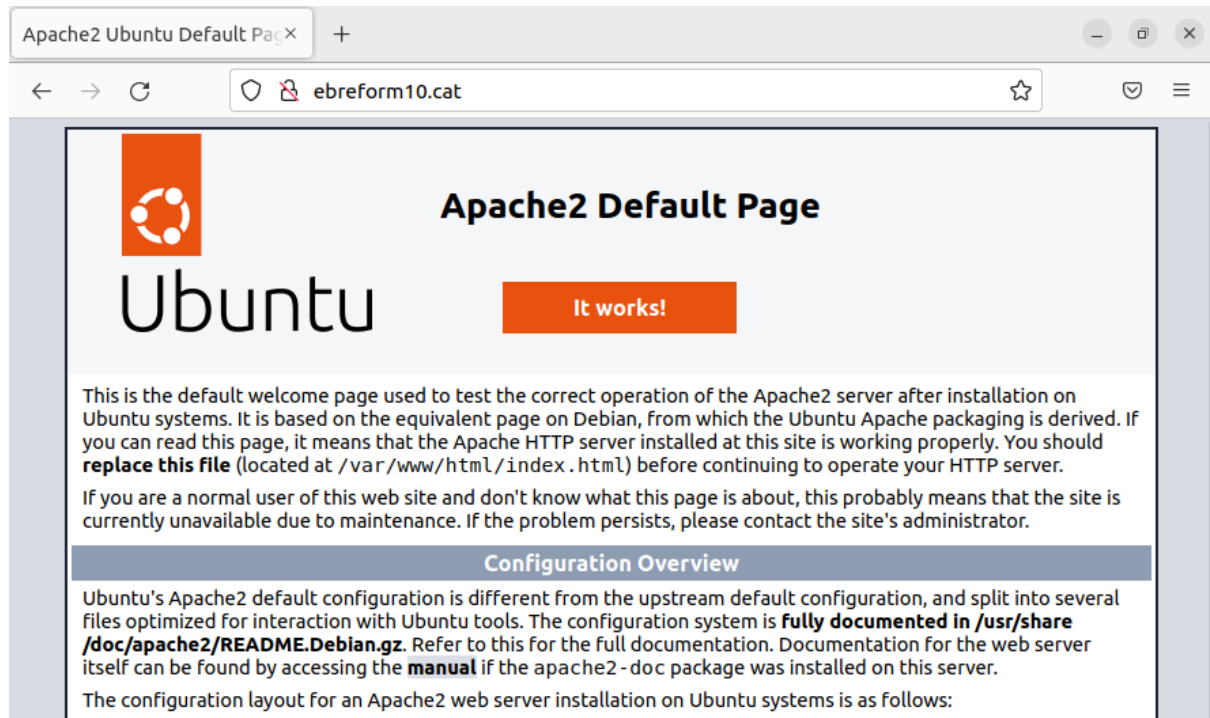 Apache2 Ubuntu Default Pag
ebreform10.cat
Ubuntu
Apache2 Default Page
It works!
This is the default welcome page used to test the correct operation of the Apache2 server after installation on
Ubuntu systems. It is based on the equivalent page on Debian, from which the Ubuntu Apache packaging is derived. If
you can read this page, it means that the Apache HTTP server installed at this site is working properly. You should
replace this file (located at /var/www/html/index.html) before continuing to operate your HTTP server.
If you are a normal user of this web site and don't know what this page is about, this probably means that the site is
currently unavailable due to maintenance. If the problem persists, please contact the site's administrator.
Configuration Overview
Ubuntu's Apache2 default configuration is different from the upstream default configuration, and split into several
files optimized for interaction with Ubuntu tools. The configuration system is fully documented in /usr/share
/doc/apache2/README.Debian.gz. Refer to this for the full documentation. Documentation for the web server
itself can be found by accessing the manual if the apache2-doc package was installed on this server.
The configuration layout for an Apache2 web server installation on Ubuntu systems is as follows: